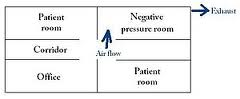 Patient
room
Negative
pressure room
Exhaust
Corridor
Air flow
Office
Patient
room